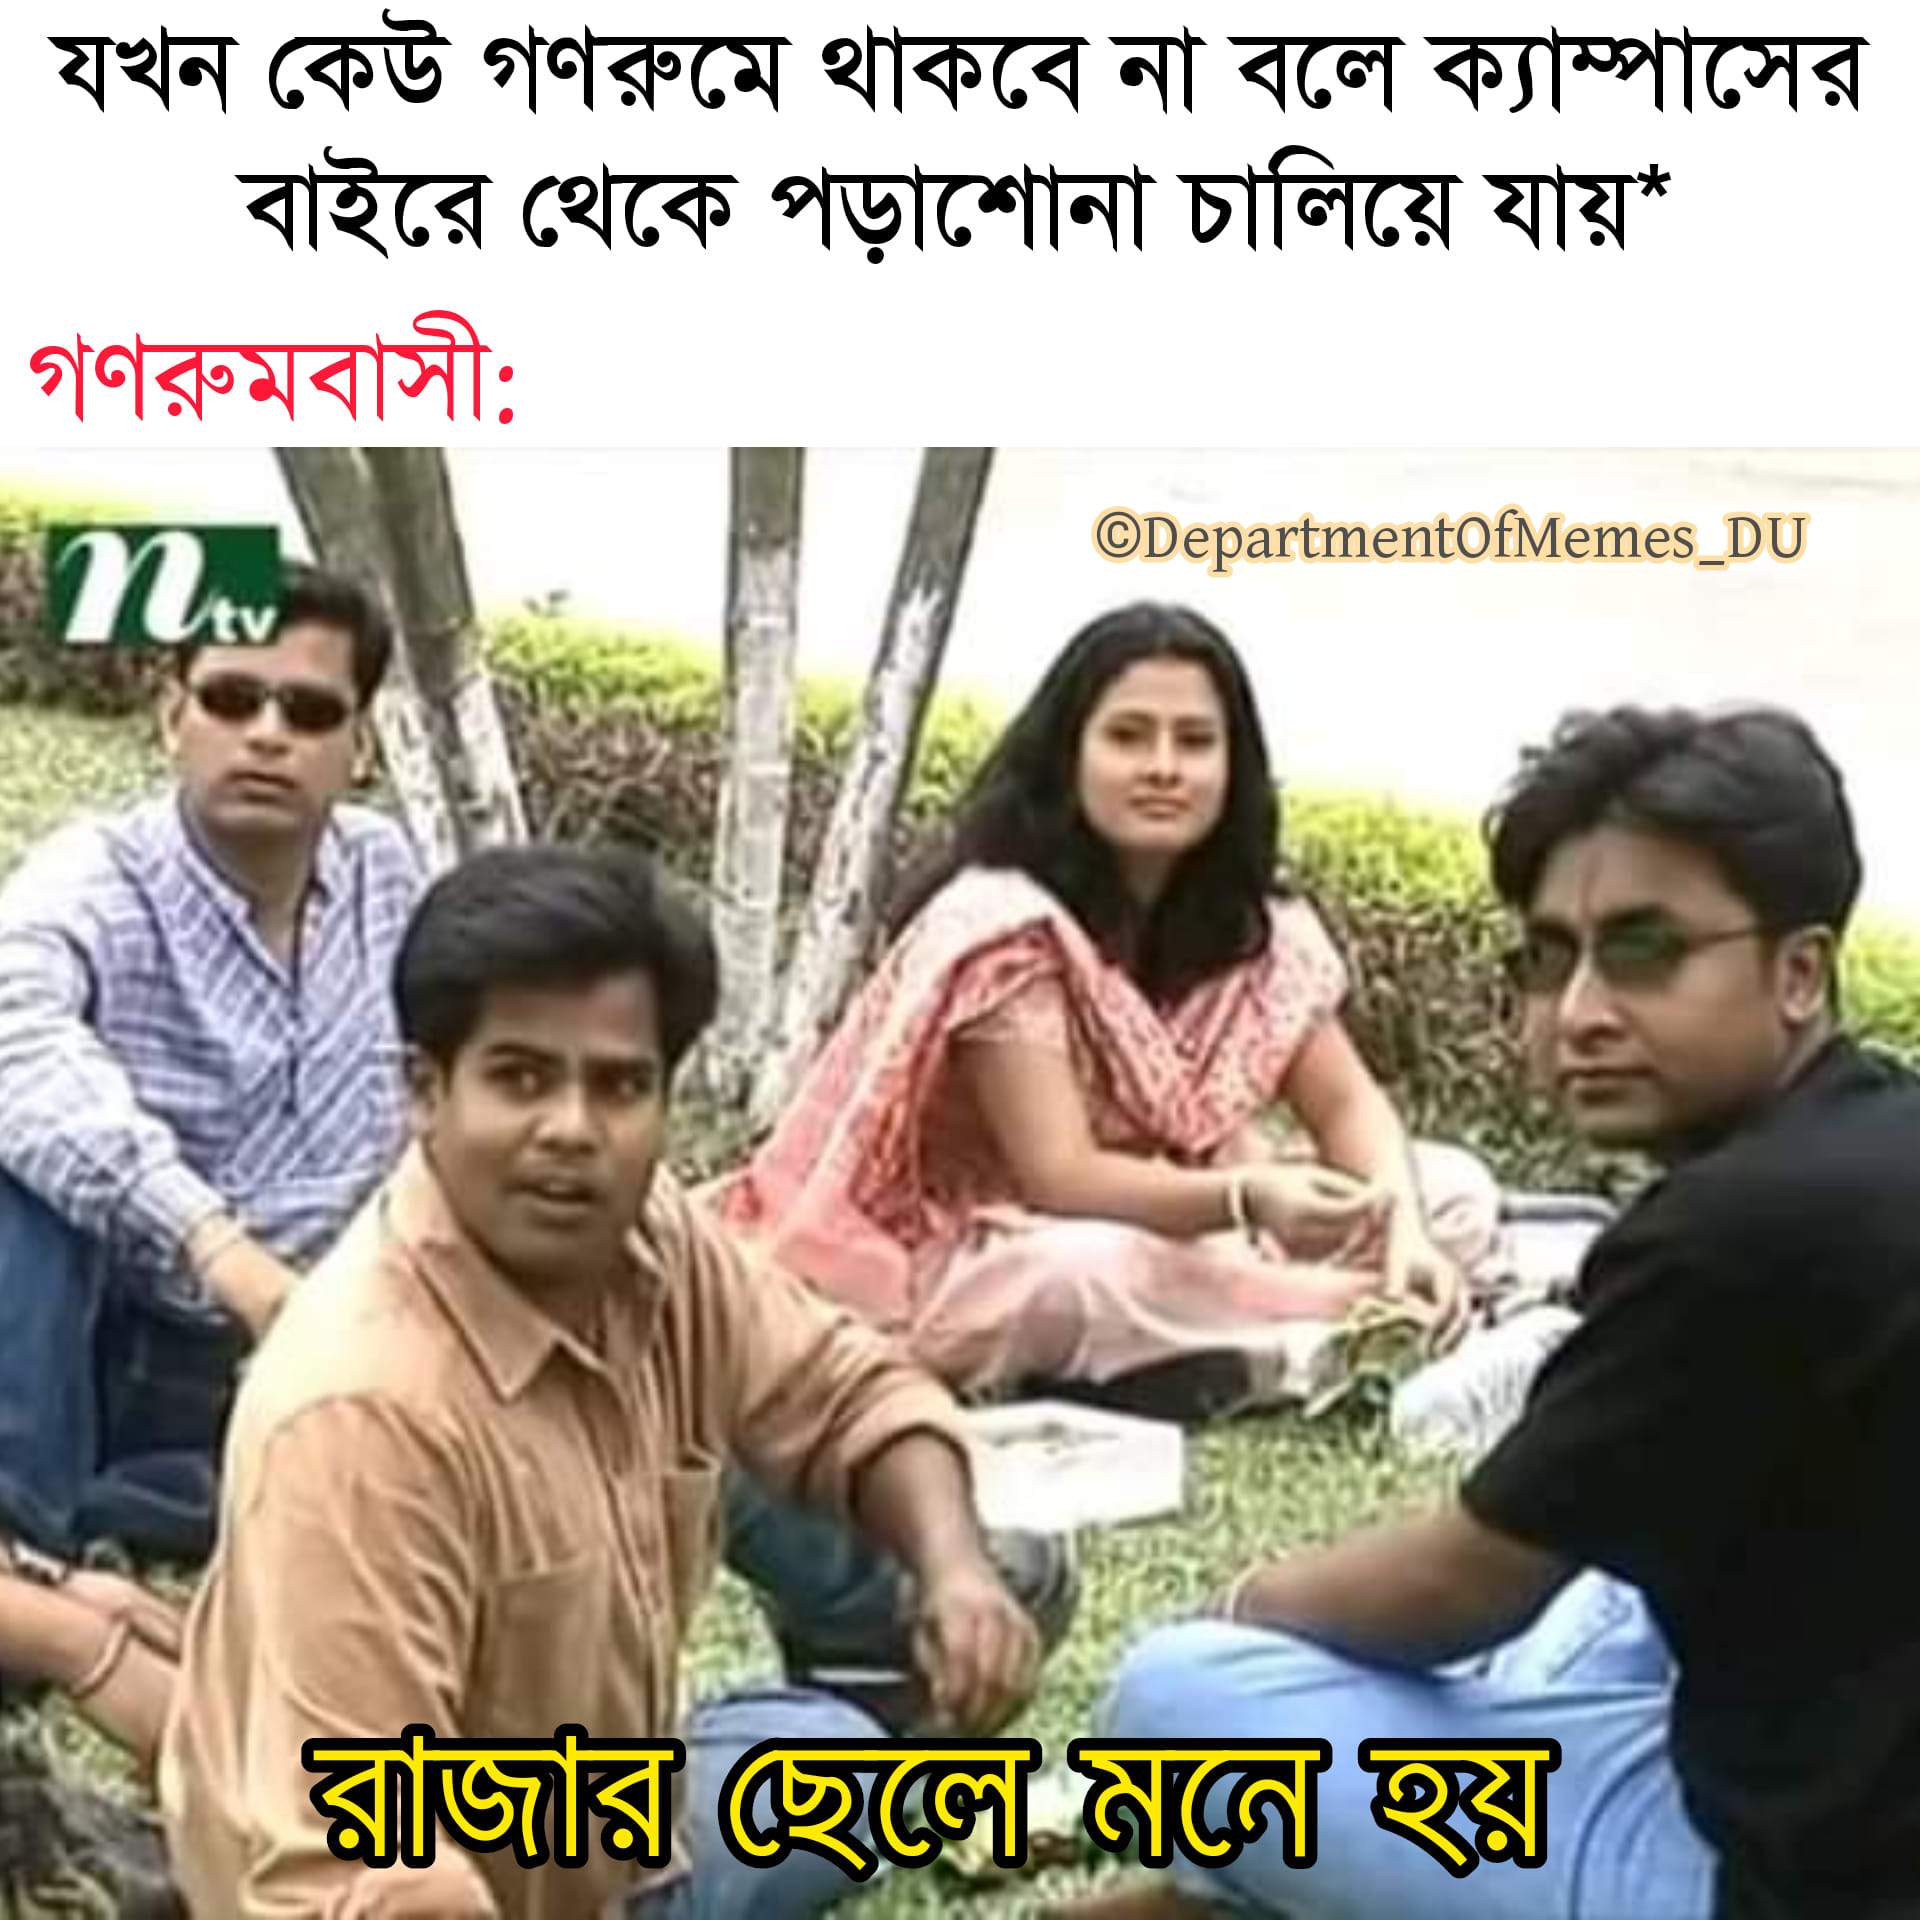 যখন কেউ গণরুমে থাকবে না বলে ক্যাম্পাসের
বাইরে থেকে পড়াশোনা চালিয়ে যায়*
গণরুমবাসী:
ntv
©DepartmentOfMemes_DU
রাজার ছেলে মনে হয়